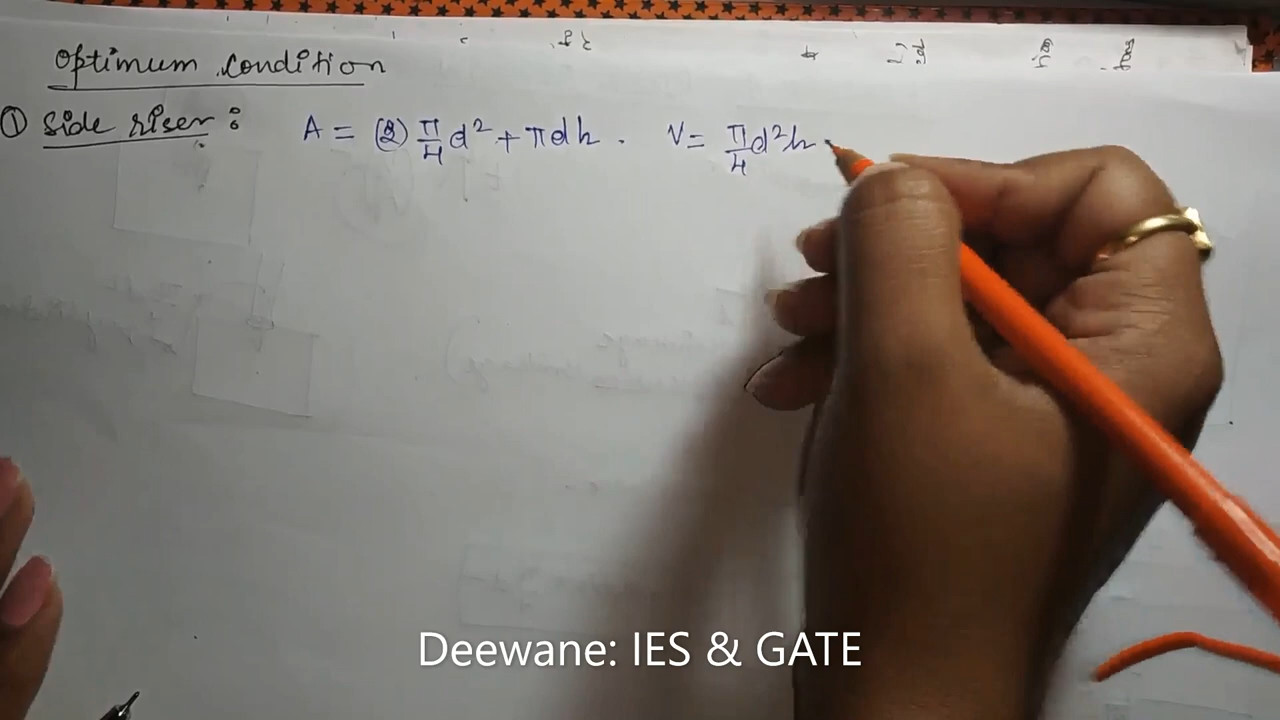 optimum condition
① side riser : A = (2) π/4 d² + πdh . V = π/4 d²h
Deewane: IES & GATE